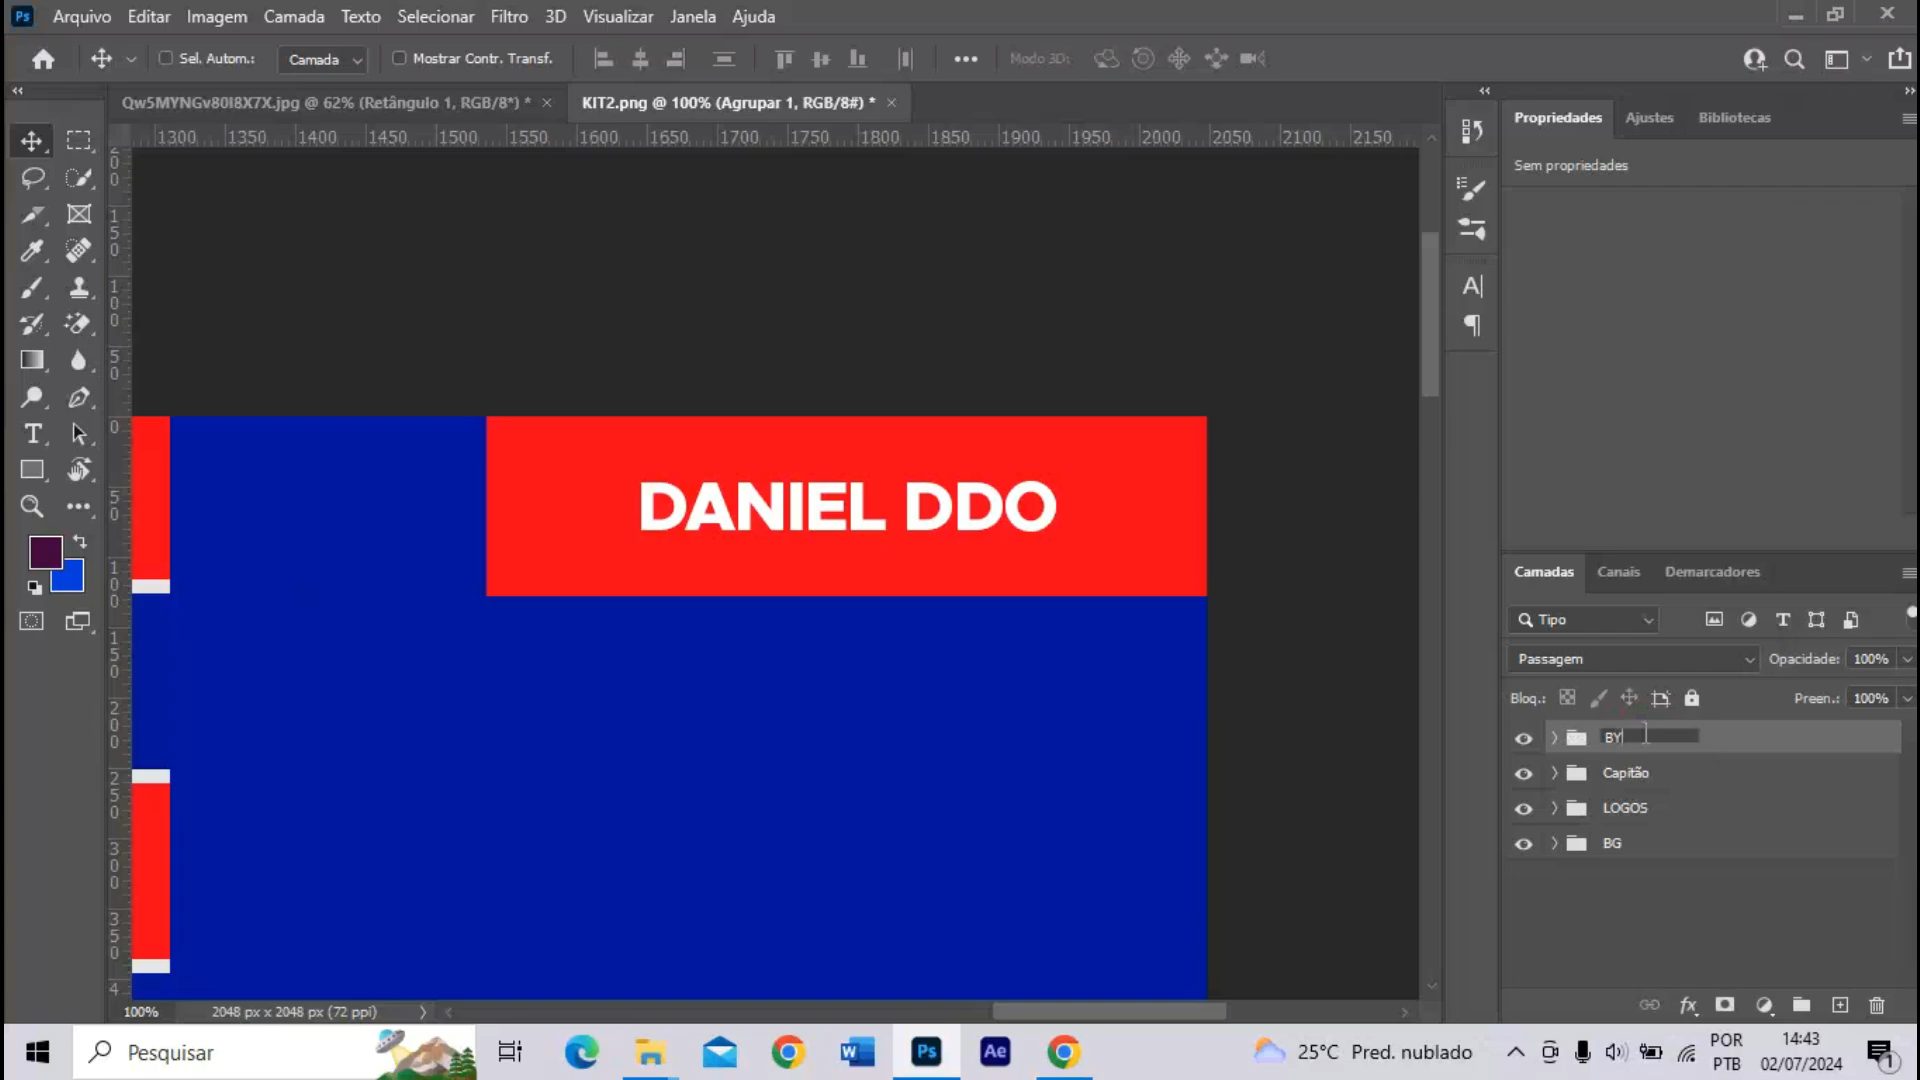 Ps Arquivo Editar Imagem Camada Texto Selecionar Filtro 3D Visualizar Janela Ajuda
Sel. Autom.: Camada Mostrar Contr. Transf. Modo 3D:
Qw5MYNGv80I8X7X.jpg @ 62% (Retângulo 1, RGB/8*) * KIT2.png @ 100% (Agrupar 1, RGB/8#) *
1300 1350 1400 1450 1500 1550 1600 1650 1700 1750 1800 1850 1900 1950 2000 2050 2100 2150
Propriedades Ajustes Bibliotecas
Sem propriedades
DANIEL DDO
Camadas Canais Demarcadores
Tipo
Passagem Opacidade: 100%
Bloq.: Preen.: 100%
BY
Capitão
LOGOS
BG
100% 2048 px x 2048 px (72 ppi)
Pesquisar
Ps Ae
25°C Pred. nublado
POR
PTB
14:43
02/07/2024
1